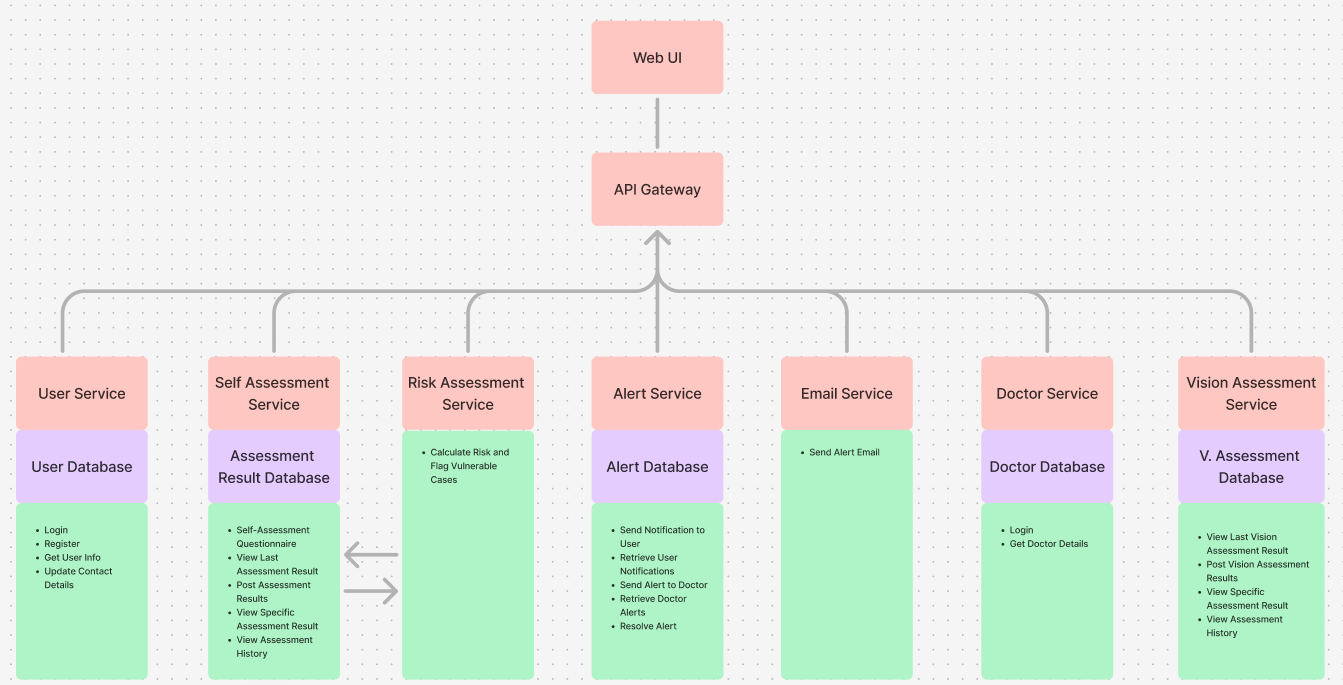 Web UI
API Gateway
User Service
User Database
• Login
• Register
• Get User Info
• Update Contact
Details
Self Assessment
Service
Assessment
Result Database
• Self-Assessment
Questionnaire
• View Last
Assessment Result
• Post Assessment
Results
• View Specific
Assessment Result
• View Assessment
History
Risk Assessment
Service
• Calculate Risk and
Flag Vulnerable
Cases
Alert Service
Alert Database
• Send Notification to
User
• Retrieve User
Notifications
• Send Alert to Doctor
• Retrieve Doctor
Alerts
• Resolve Alert
Email Service
• Send Alert Email
Doctor Service
Doctor Database
• Login
• Get Doctor Details
Vision Assessment
Service
V. Assessment
Database
• View Last Vision
Assessment Result
• Post Vision Assessment
Results
• View Specific
Assessment Result
• View Assessment
History